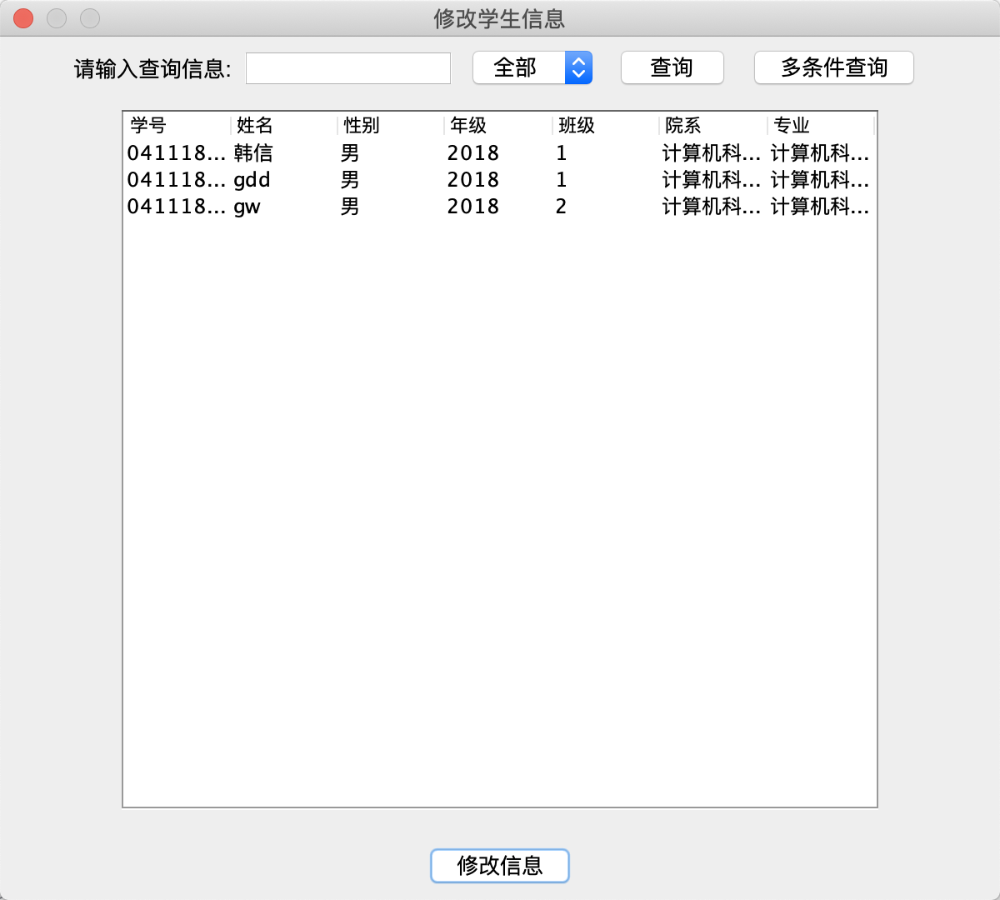 修改学生信息
请输入查询信息: 全部 查询 多条件查询
学号 姓名 性别 年级 班级 院系 专业
041118... 韩信 男 2018 1 计算机科... 计算机科...
041118... gdd 男 2018 1 计算机科... 计算机科...
041118... gw 男 2018 2 计算机科... 计算机科...
修改信息